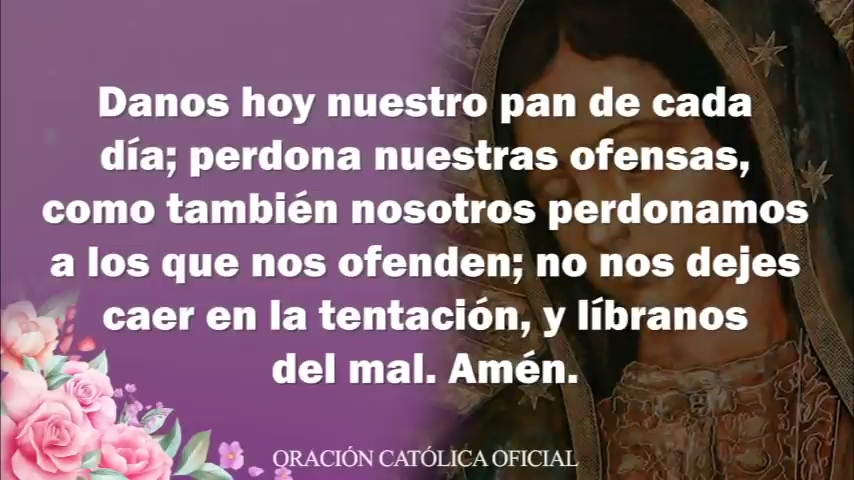 Danos hoy nuestro pan de cada
día; perdona nuestras ofensas,
como también nosotros perdonamos
a los que nos ofenden; no nos dejes
caer en la tentación, y líbranos
del mal. Amén.
ORACIÓN CATÓLICA OFICIAL